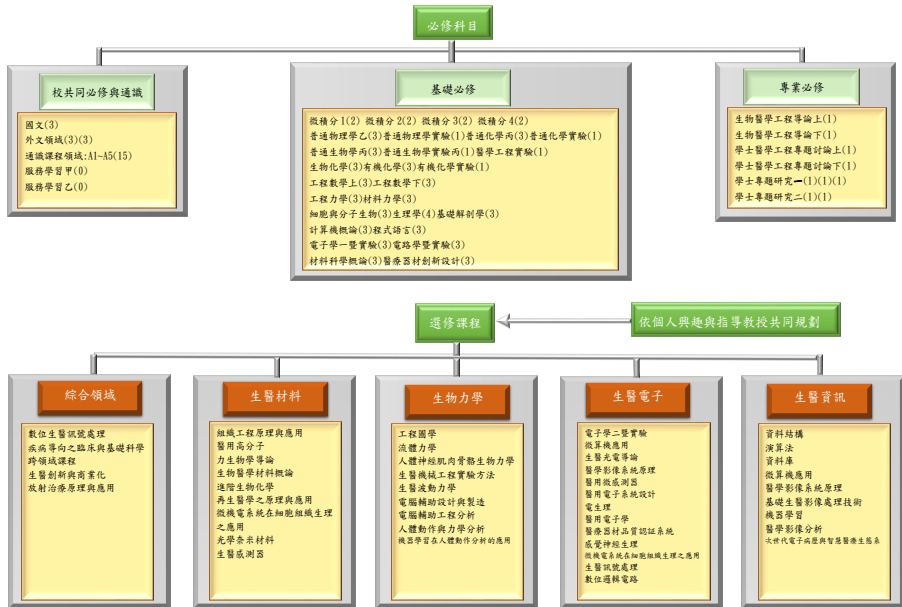 必修科目
校共同必修與通識
國文(3)
外文領域(3)(3)
通識課程領域:A1~A5(15)
服務學習甲(0)
服務學習乙(0)
基礎必修
微積分1(2) 微積分2(2) 微積分3(2) 微積分4(2)
普通物理學乙(3)普通物理學實驗(1)普通化學丙(3)普通化學實驗(1)
普通生物學丙(3)普通生物學實驗丙(1)醫學工程實驗(1)
生物化學(3)有機化學(3)有機化學實驗(1)
工程數學上(3)工程數學下(3)
工程力學(3)材料力學(3)
細胞與分子生物(3)生理學(4)基礎解剖學(3)
計算機概論(3)程式語言(3)
電子學一暨實驗(3)電路學暨實驗(3)
材料科學概論(3)醫療器材創新設計(3)
專業必修
生物醫學工程導論上(1)
生物醫學工程導論下(1)
學士醫學工程專題討論上(1)
學士醫學工程專題討論下(1)
學士專題研究一(1)(1)(1)
學士專題研究二(1)(1)
選修課程
依個人興趣與指導教授共同規劃
綜合領域
數位生醫訊號處理
疾病導向之臨床與基礎科學
跨領域課程
生醫創新與商業化
放射治療原理與應用
生醫材料
組織工程原理與應用
醫用高分子
力生物學導論
生物醫學材料概論
進階生物化學
再生醫學之原理與應用
微機電系統在細胞組織生理
之應用
光學奈米材料
生醫感測器
生物力學
工程圖學
流體力學
人體神經肌肉骨骼生物力學
生醫機械工程實驗方法
生醫波動力學
電腦輔助設計與製造
電腦輔助工程分析
人體動作與力學分析
機器學習在人體動作分析的應用
生醫電子
電子學二暨實驗
微算機應用
生醫光電導論
醫學影像系統原理
醫用微感測器
醫用電子系統設計
電生理
醫用電子學
醫療器材品質認証系統
感覺神經生理
微機電系統在細胞組織生理之應用
生醫訊號處理
數位邏輯電路
生醫資訊
資料結構
演算法
資料庫
微算機應用
醫學影像系統原理
基礎生醫影像處理技術
機器學習
醫學影像分析
次世代電子病歷與智慧醫療生態系